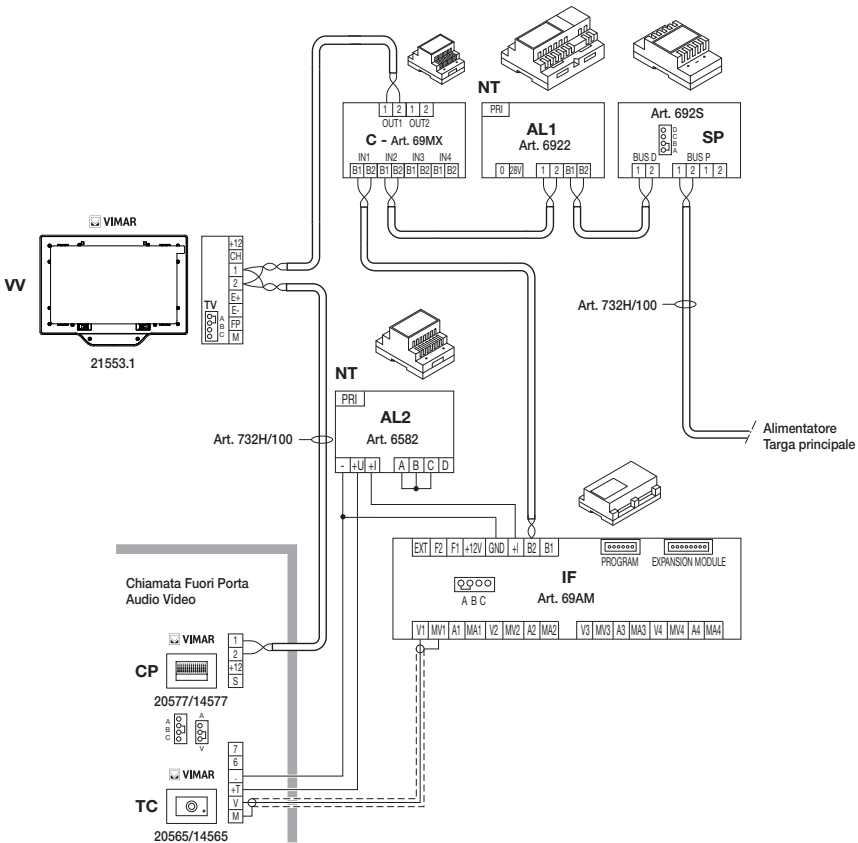 NT
1 2 1 2
OUT1 OUT2
C - Art. 69MX
IN1 IN2 IN3 IN4
B1 B2 B1 B2 B1 B2 B1 B2
PRI
AL1
Art. 6922
0 28V 1 2 B1 B2
Art. 692S
D
C
B
A
SP
BUS D BUS P
1 2 1 2 1 2
VIMAR
VV
21553.1
+12
CH
1
2
E+
E-
FP
M
TV
A
B
C
Art. 732H/100
NT
PRI
AL2
Art. 6582
- +U +I A B C D
Art. 732H/100
Alimentatore
Targa principale
EXT F2 F1 +12V GND +I B2 B1
PROGRAM EXPANSION MODULE
IF
A B C
Art. 69AM
V1 MV1 A1 MA1 V2 MV2 A2 MA2 V3 MV3 A3 MA3 V4 MV4 A4 MA4
Chiamata Fuori Porta
Audio Video
VIMAR
CP
20577/14577
1
2
+12
S
A
B
C
A
V
VIMAR
TC
20565/14565
7
6
.
+T
V
M